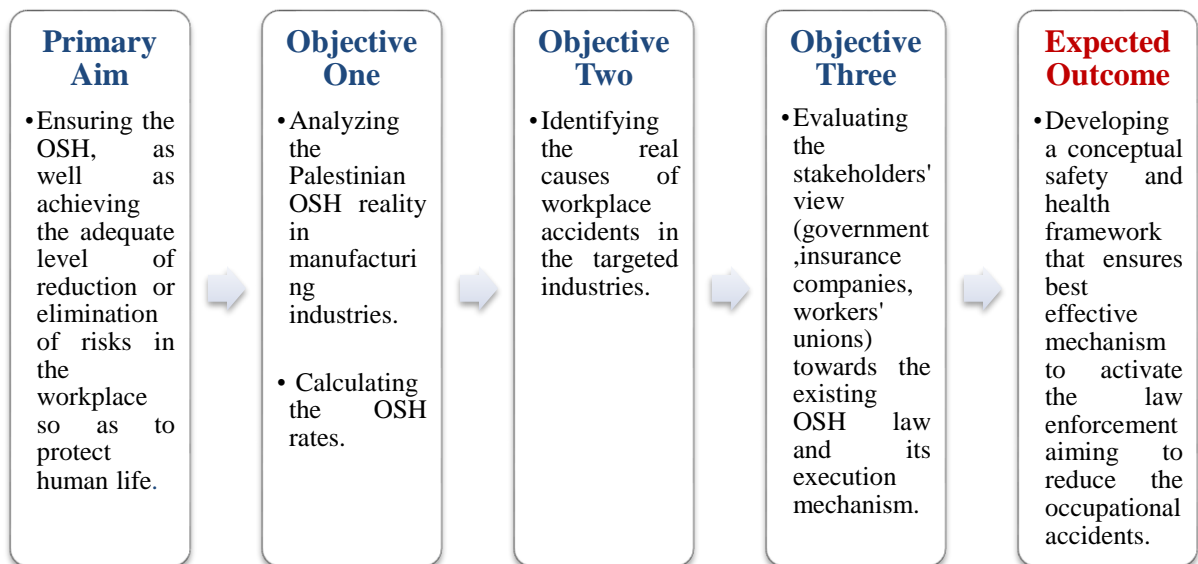 Primary
Aim
•Ensuring the
OSH, as
well as
achieving
the adequate
level of
reduction or
elimination
of risks in
the
workplace
so as to
protect
human life.
Objective
One
•Analyzing
the
Palestinian
OSH reality
in
manufacturi
ng
industries.
• Calculating
the OSH
rates.
Objective
Two
•Identifying
the real
causes of
workplace
accidents in
the targeted
industries.
Objective
Three
•Evaluating
the
stakeholders'
view
(government
,insurance
companies,
workers'
unions)
towards the
existing
OSH law
and its
execution
mechanism.
Expected
Outcome
•Developing
a conceptual
safety and
health
framework
that ensures
best
effective
mechanism
to activate
the law
enforcement
aiming to
reduce the
occupational
accidents.